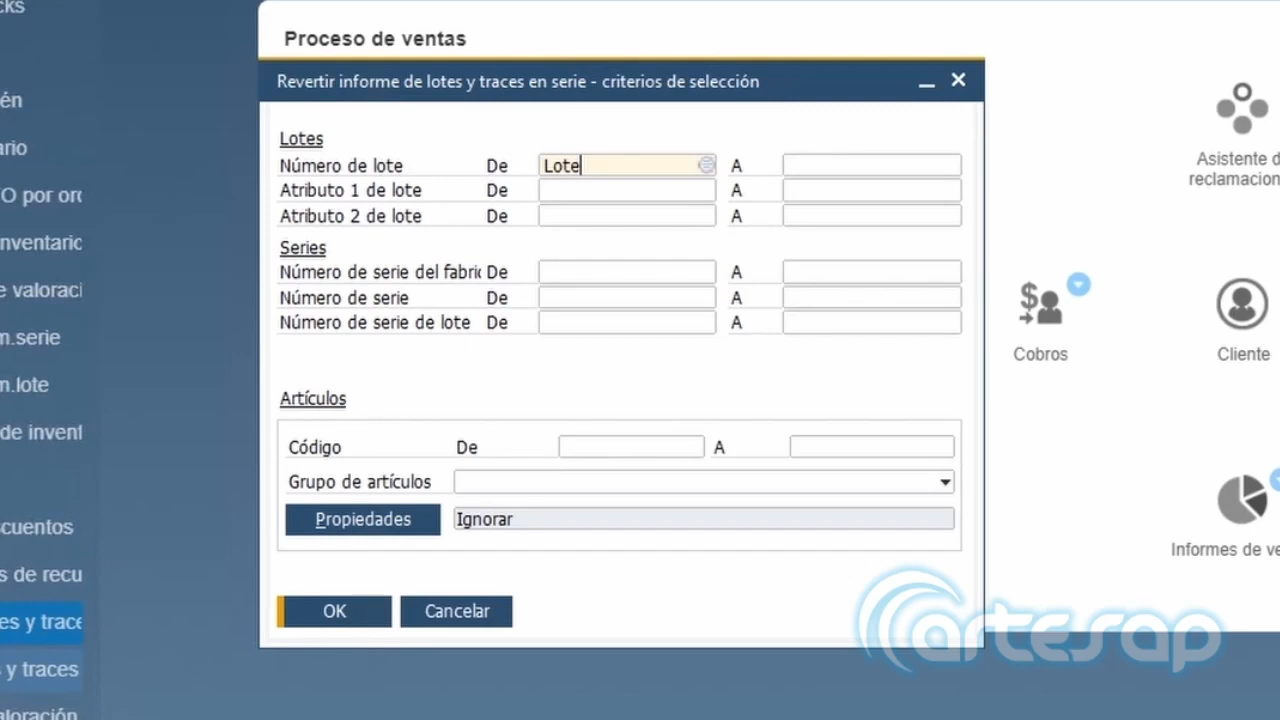 cks
én
ario
O por ord
nventario
e valoraci
m.serie
m.lote
de invent
cuentos
s de recu
es y trace
s y traces
aloración
Proceso de ventas
Revertir informe de lotes y traces en serie - criterios de selección
Lotes
Número de lote De Lote A
Atributo 1 de lote De A
Atributo 2 de lote De A
Series
Número de serie del fabric De A
Número de serie De A
Número de serie de lote De A
Artículos
Código De A
Grupo de artículos
Propiedades Ignorar
OK Cancelar
Asistente d
reclamacion
Cobros
Cliente
Informes de ve
artesap